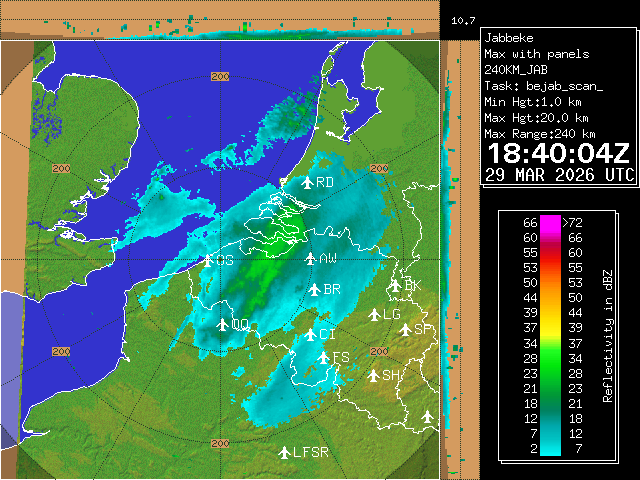 10.7
Jabbeke
Max with panels
240KM_JAB
Task: bejab_scan_
Min Hgt:1.0 km
Max Hgt:20.0 km
Max Range:240 km
18:40:04Z
29 MAR 2026 UTC
200
200
200
RD
OS
AW
BR
BK
LG
OO
CI
SP
200
FS
SH
200
LFSR
66 >72
60 66
55 60
53 55
50 53
44 50
39 44
37 39
34 37
28 34
23 28
21 23
18 21
12 18
7 12
2 7
Reflectivity in dBZ